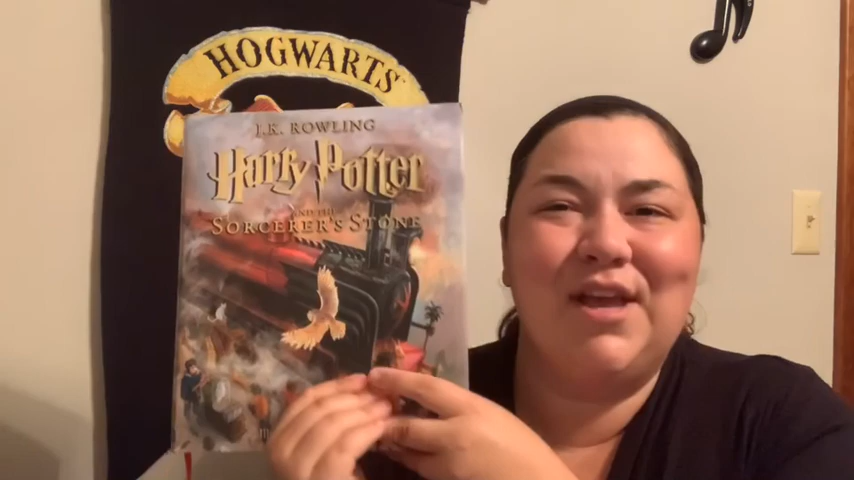 HOGWARTS
J.K. ROWLING
Harry Potter
AND THE
SORCERER'S STONE